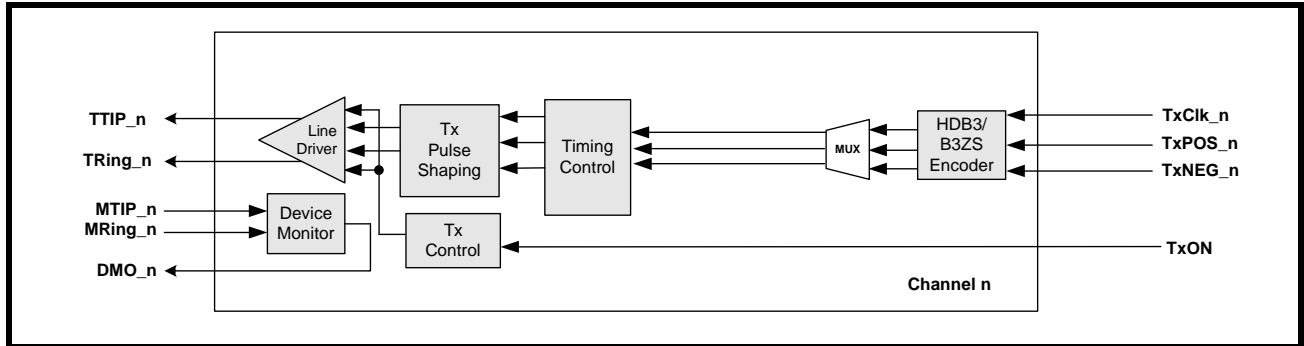 TTIP_n
TRing_n
MTIP_n
MRing_n
DMO_n
Line
Driver
Device
Monitor
Tx
Pulse
Shaping
Tx
Control
Timing
Control
MUX
HDB3/
B3ZS
Encoder
TxClk_n
TxPOS_n
TxNEG_n
TxON
Channel n